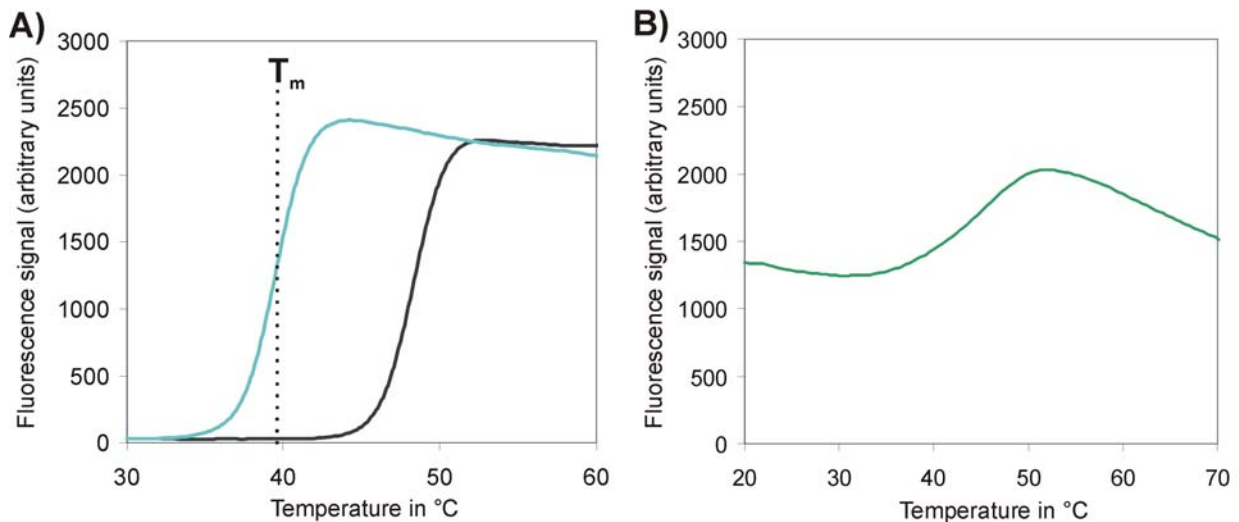 A)
Fluorescence signal (arbitrary units)
3000
2500
2000
1500
1000
500
0
Tm
30 40 50 60
Temperature in °C
B)
Fluorescence signal (arbitrary units)
3000
2500
2000
1500
1000
500
0
20 30 40 50 60 70
Temperature in °C